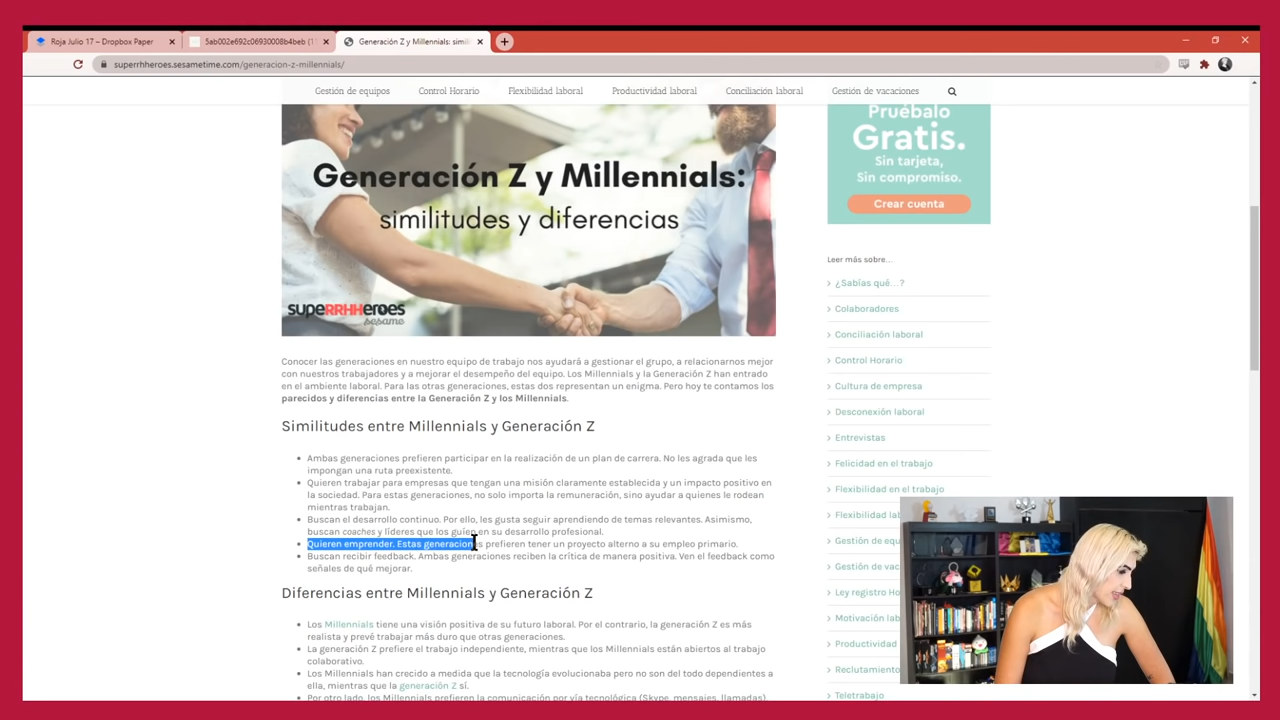 Roja Julio 17 – Dropbox Paper
5ab002e692c06930008b4beb (1
Generación Z y Millennials: simil
superrhheroes.sesametime.com/generacion-z-millennials/
Gestión de equipos
Control Horario
Flexibilidad laboral
Productividad laboral
Conciliación laboral
Gestión de vacaciones
Generación Z y Millennials:
similitudes y diferencias
supeRRHHeroes
sesame
Pruébalo
Gratis.
Sin tarjeta,
Sin compromiso.
Crear cuenta
Conocer las generaciones en nuestro equipo de trabajo nos ayudará a gestionar el grupo, a relacionarnos mejor
con nuestros trabajadores y a mejorar el desempeño del equipo. Los Millennials y la Generación Z han entrado
en el ambiente laboral. Para las otras generaciones, estas dos representan un enigma. Pero hoy te contamos los
parecidos y diferencias entre la Generación Z y los Millennials.
Similitudes entre Millennials y Generación Z
Ambas generaciones prefieren participar en la realización de un plan de carrera. No les agrada que les
impongan una ruta preexistente.
Quieren trabajar para empresas que tengan una misión claramente establecida y un impacto positivo en
la sociedad. Para estas generaciones, no solo importa la remuneración, sino ayudar a quienes le rodean
mientras trabajan.
Buscan el desarrollo continuo. Por ello, les gusta seguir aprendiendo de temas relevantes. Asimismo,
buscan coaches y líderes que los guíen en su desarrollo profesional.
Quieren emprender. Estas generaciones prefieren tener un proyecto alterno a su empleo primario.
Buscan recibir feedback. Ambas generaciones reciben la crítica de manera positiva. Ven el feedback como
señales de qué mejorar.
Diferencias entre Millennials y Generación Z
Los Millennials tiene una visión positiva de su futuro laboral. Por el contrario, la generación Z es más
realista y prevé trabajar más duro que otras generaciones.
La generación Z prefiere el trabajo independiente, mientras que los Millennials están abiertos al trabajo
colaborativo.
Los Millennials han crecido a medida que la tecnología evolucionaba pero no son del todo dependientes a
ella, mientras que la generación Z sí.
Por otro lado, los Millennials prefieren la comunicación por vía tecnológica (Skype, mensajes, llamadas),
Leer más sobre...
¿Sabías qué...?
Colaboradores
Conciliación laboral
Control Horario
Cultura de empresa
Desconexión laboral
Entrevistas
Felicidad en el trabajo
Flexibilidad en el trabajo
Flexibilidad lab
Gestión de equ
Gestión de vac
Ley registro Ho
Motivación lab
Productividad
Reclutamiento
Teletrabajo